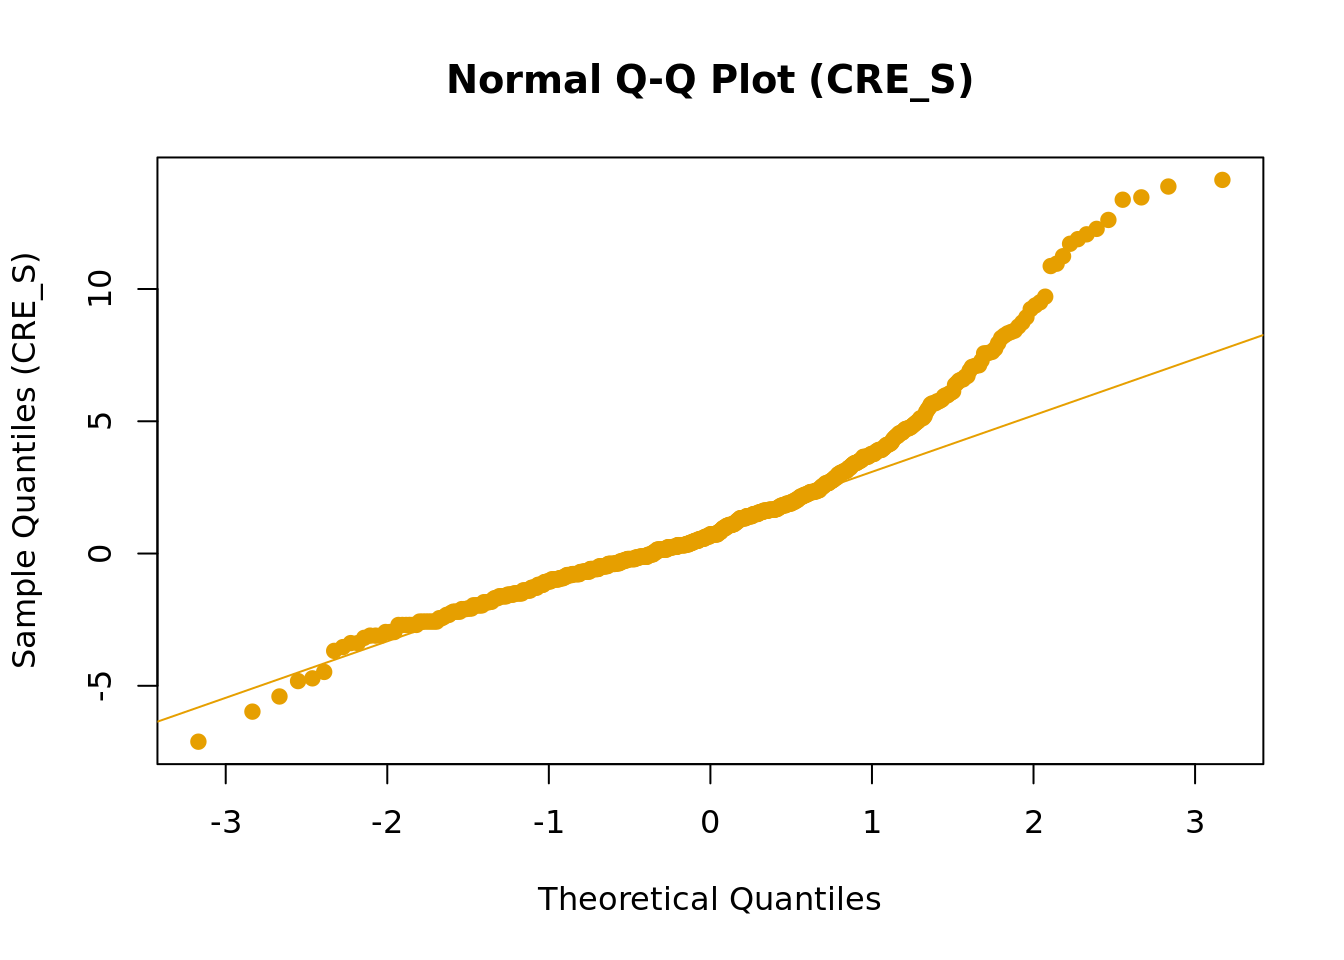 Normal Q-Q Plot (CRE_S)
Sample Quantiles (CRE_S)
10
5
0
-5
-3 -2 -1 0 1 2 3
Theoretical Quantiles